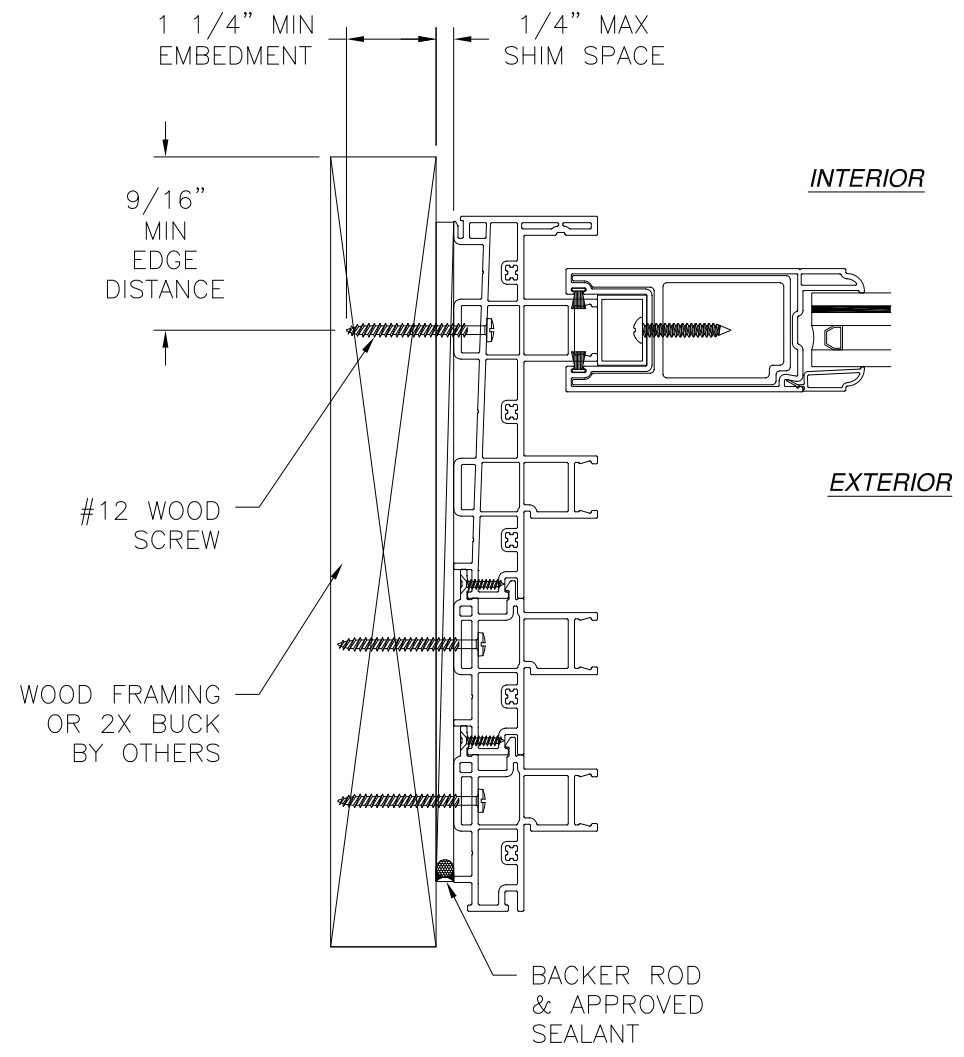 1 1/4” MIN
EMBEDMENT
1/4” MAX
SHIM SPACE
INTERIOR
9/16”
MIN
EDGE
DISTANCE
EXTERIOR
#12 WOOD
SCREW
WOOD FRAMING
OR 2X BUCK
BY OTHERS
BACKER ROD
& APPROVED
SEALANT